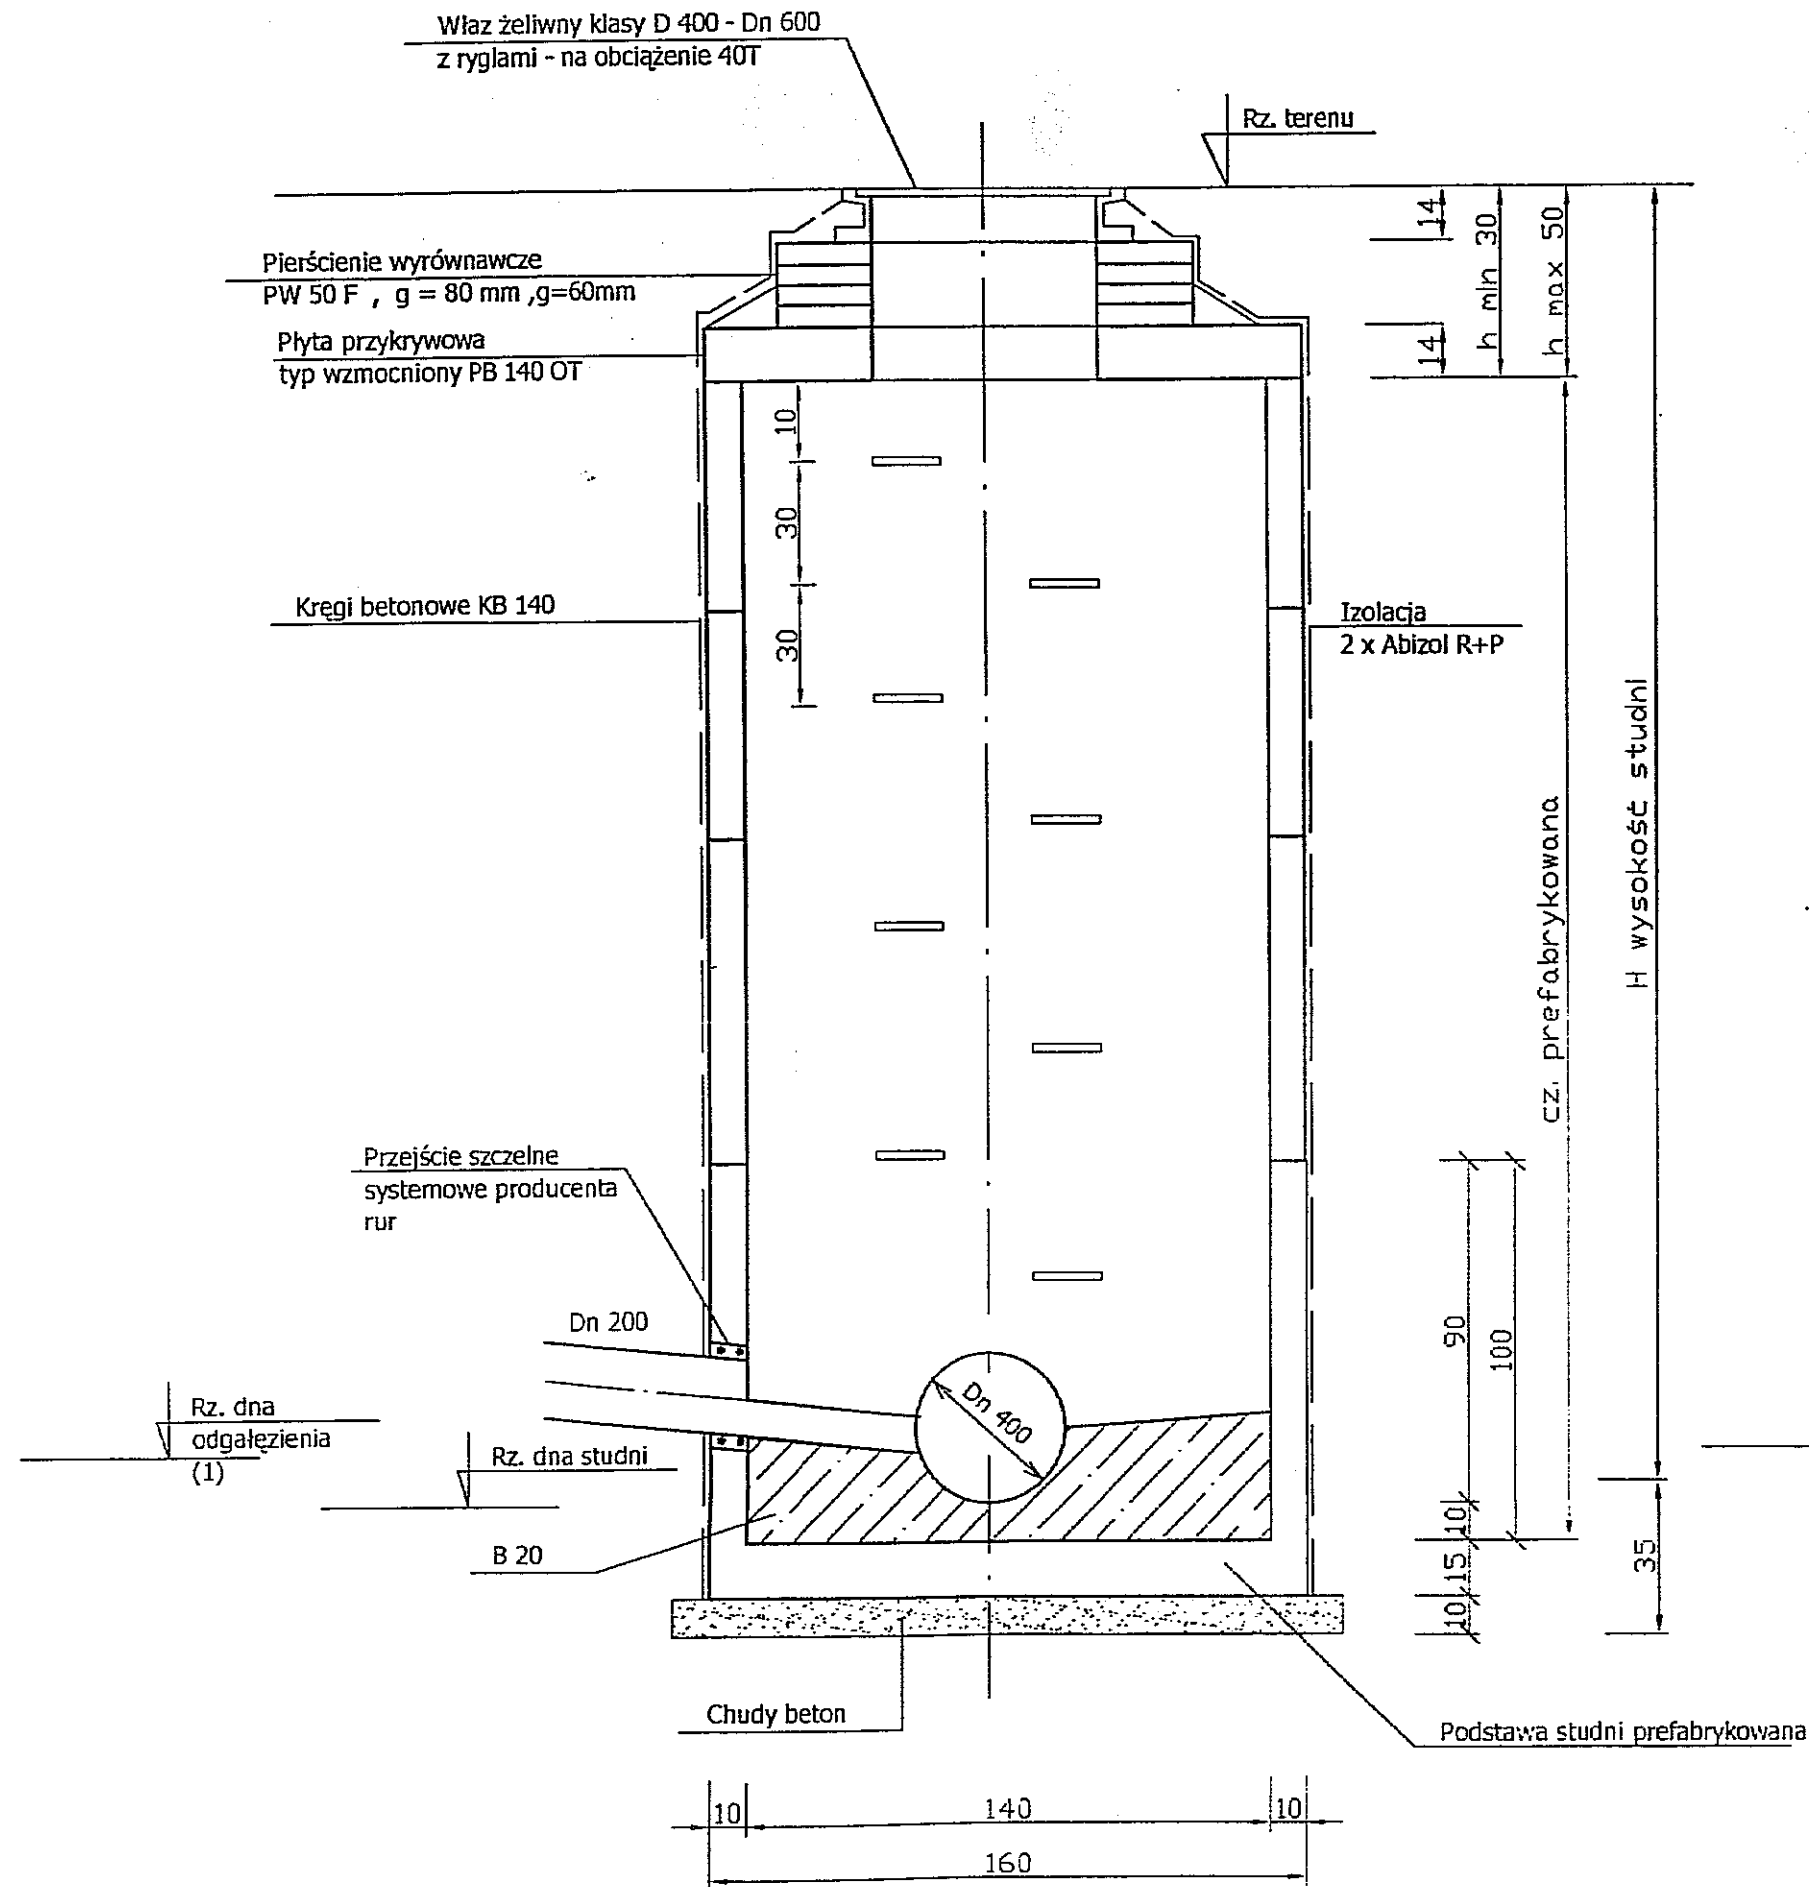 Właz żeliwny klasy D 400 - Dn 600
z ryglami - na obciążenie 40T
Rz. terenu
14
h min 30
h max 50
Pierścienie wyrównawcze
PW 50 F , g = 80 mm ,g=60mm
Płyta przykrywowa
typ wzmocniony PB 140 OT
14
10
30
30
Kręgi betonowe KB 140
Izolacja
2 x Abizol R+P
H wysokość studni
cz. prefabrykowana
Przejście szczelne
systemowe producenta
rur
Dn 200
Dn 400
90
100
Rz. dna
odgałęzienia
(1)
Rz. dna studni
B 20
10
15
10
35
Chudy beton
Podstawa studni prefabrykowana
10
140
10
160